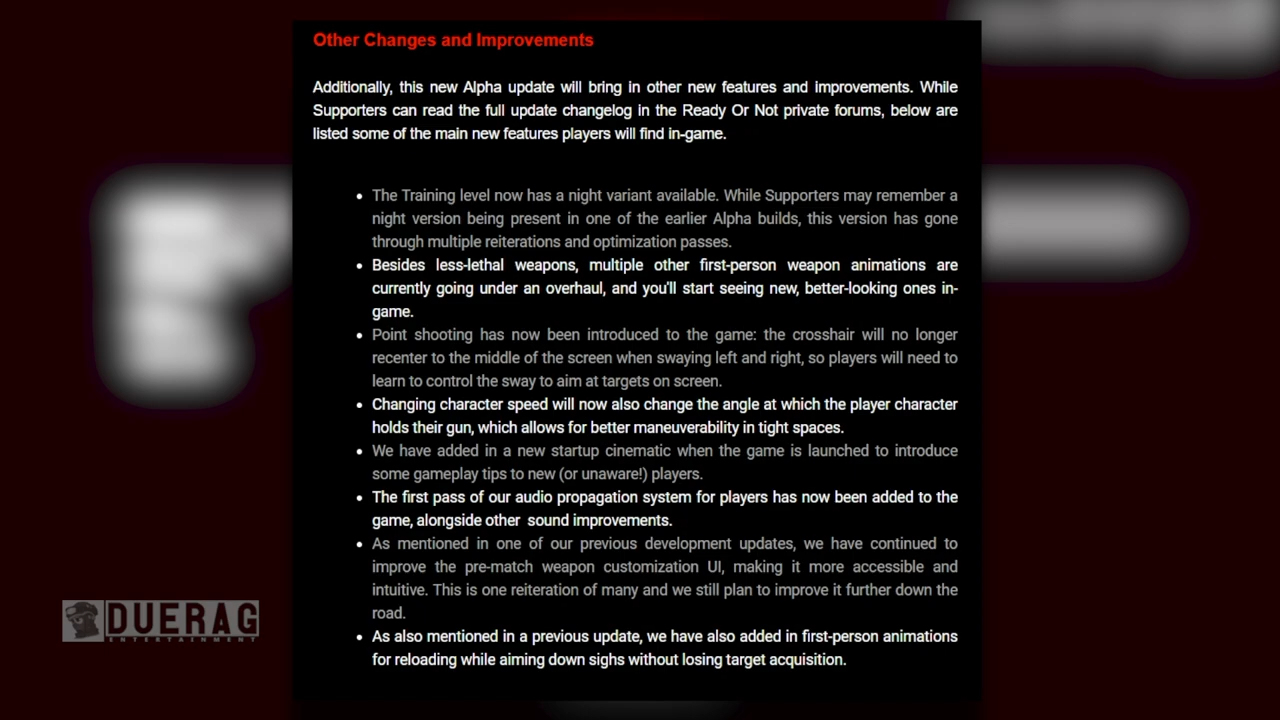 Other Changes and Improvements
Additionally, this new Alpha update will bring in other new features and improvements. While
Supporters can read the full update changelog in the Ready Or Not private forums, below are
listed some of the main new features players will find in-game.
• The Training level now has a night variant available. While Supporters may remember a
night version being present in one of the earlier Alpha builds, this version has gone
through multiple reiterations and optimization passes.
• Besides less-lethal weapons, multiple other first-person weapon animations are
currently going under an overhaul, and you'll start seeing new, better-looking ones in-
game.
• Point shooting has now been introduced to the game: the crosshair will no longer
recenter to the middle of the screen when swaying left and right, so players will need to
learn to control the sway to aim at targets on screen.
• Changing character speed will now also change the angle at which the player character
holds their gun, which allows for better maneuverability in tight spaces.
• We have added in a new startup cinematic when the game is launched to introduce
some gameplay tips to new (or unaware!) players.
• The first pass of our audio propagation system for players has now been added to the
game, alongside other sound improvements.
• As mentioned in one of our previous development updates, we have continued to
improve the pre-match weapon customization UI, making it more accessible and
intuitive. This is one reiteration of many and we still plan to improve it further down the
road.
• As also mentioned in a previous update, we have also added in first-person animations
for reloading while aiming down sighs without losing target acquisition.
DUERAG
ENTERTAINMENT